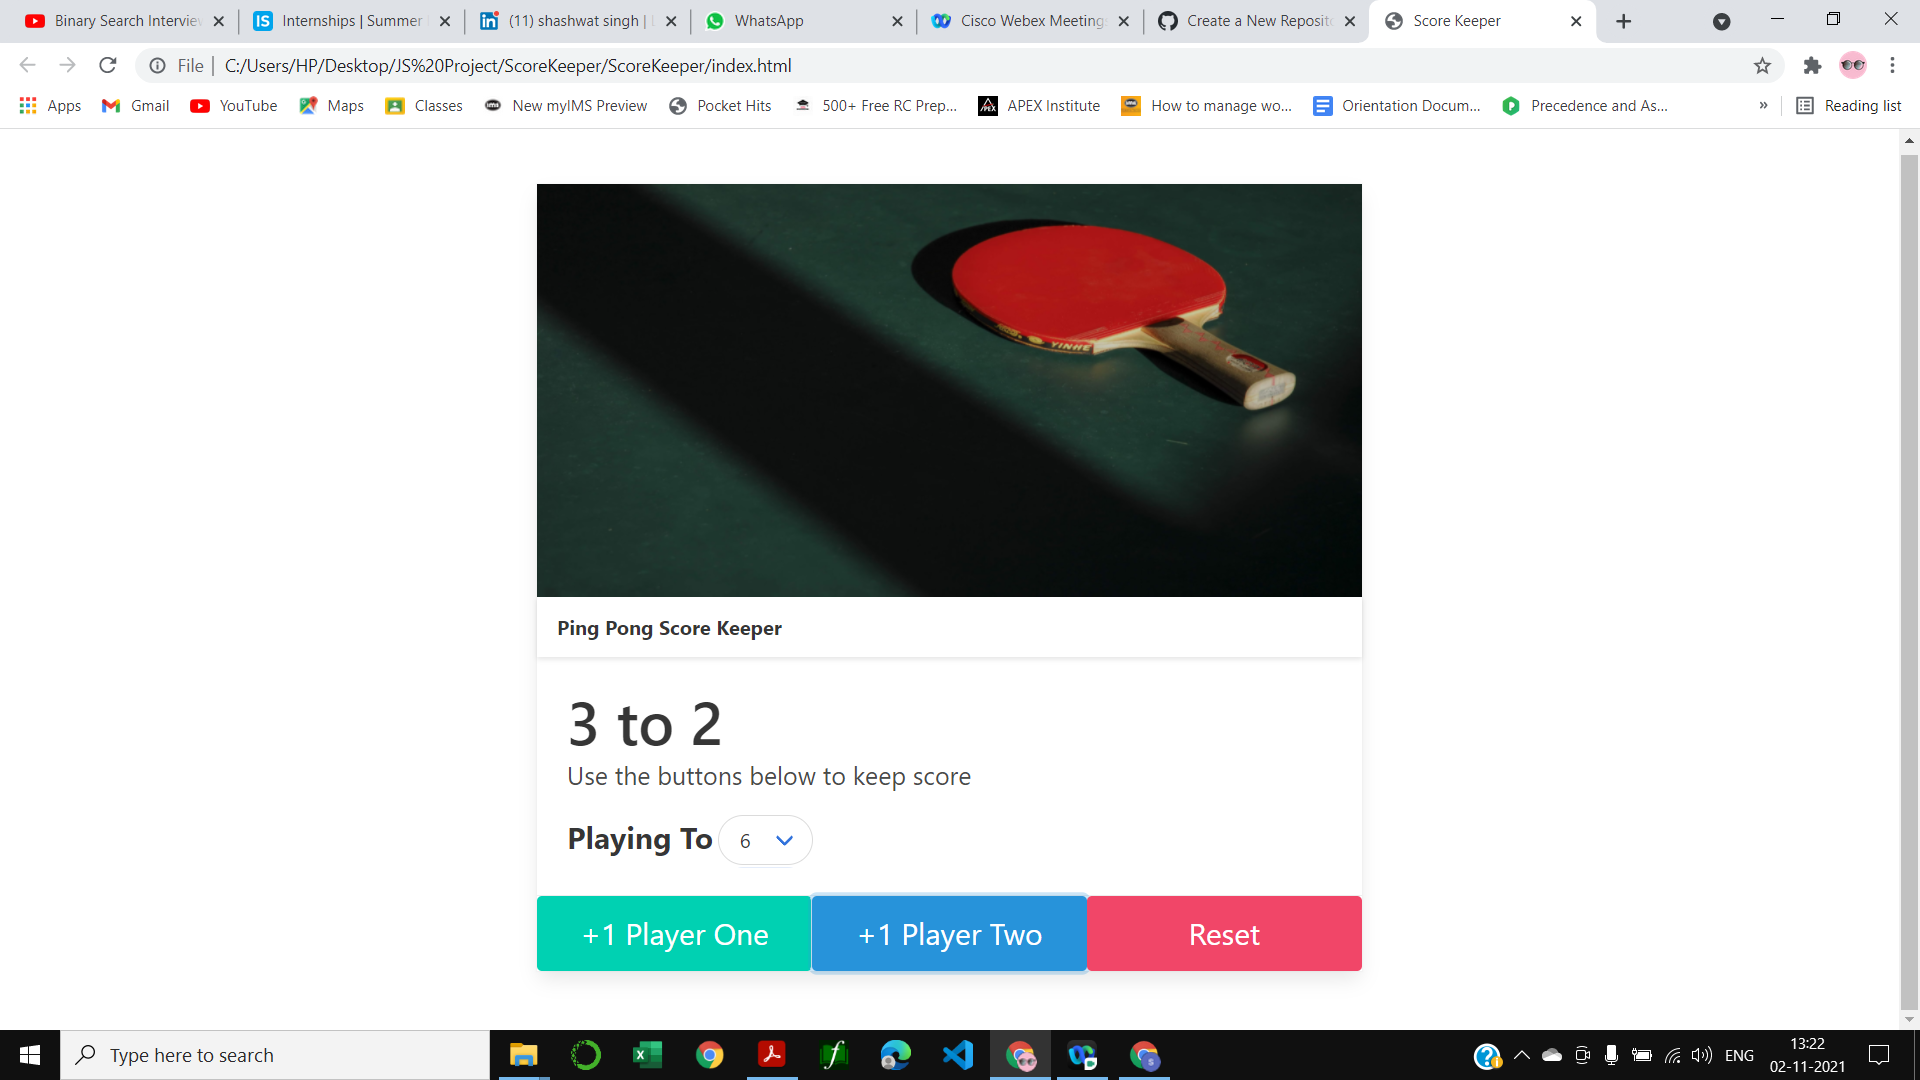 Binary Search Interview
Internships | Summer
(11) shashwat singh |
WhatsApp
Cisco Webex Meeting
Create a New Reposito
Score Keeper
File | C:/Users/HP/Desktop/JS%20Project/ScoreKeeper/ScoreKeeper/index.html
Apps
Gmail
YouTube
Maps
Classes
New myIMS Preview
Pocket Hits
500+ Free RC Prep...
APEX Institute
How to manage wo...
Orientation Docum...
Precedence and As...
»
Reading list
YINHE
Ping Pong Score Keeper
3 to 2
Use the buttons below to keep score
Playing To 6
+1 Player One
+1 Player Two
Reset
Type here to search
ENG
13:22
02-11-2021